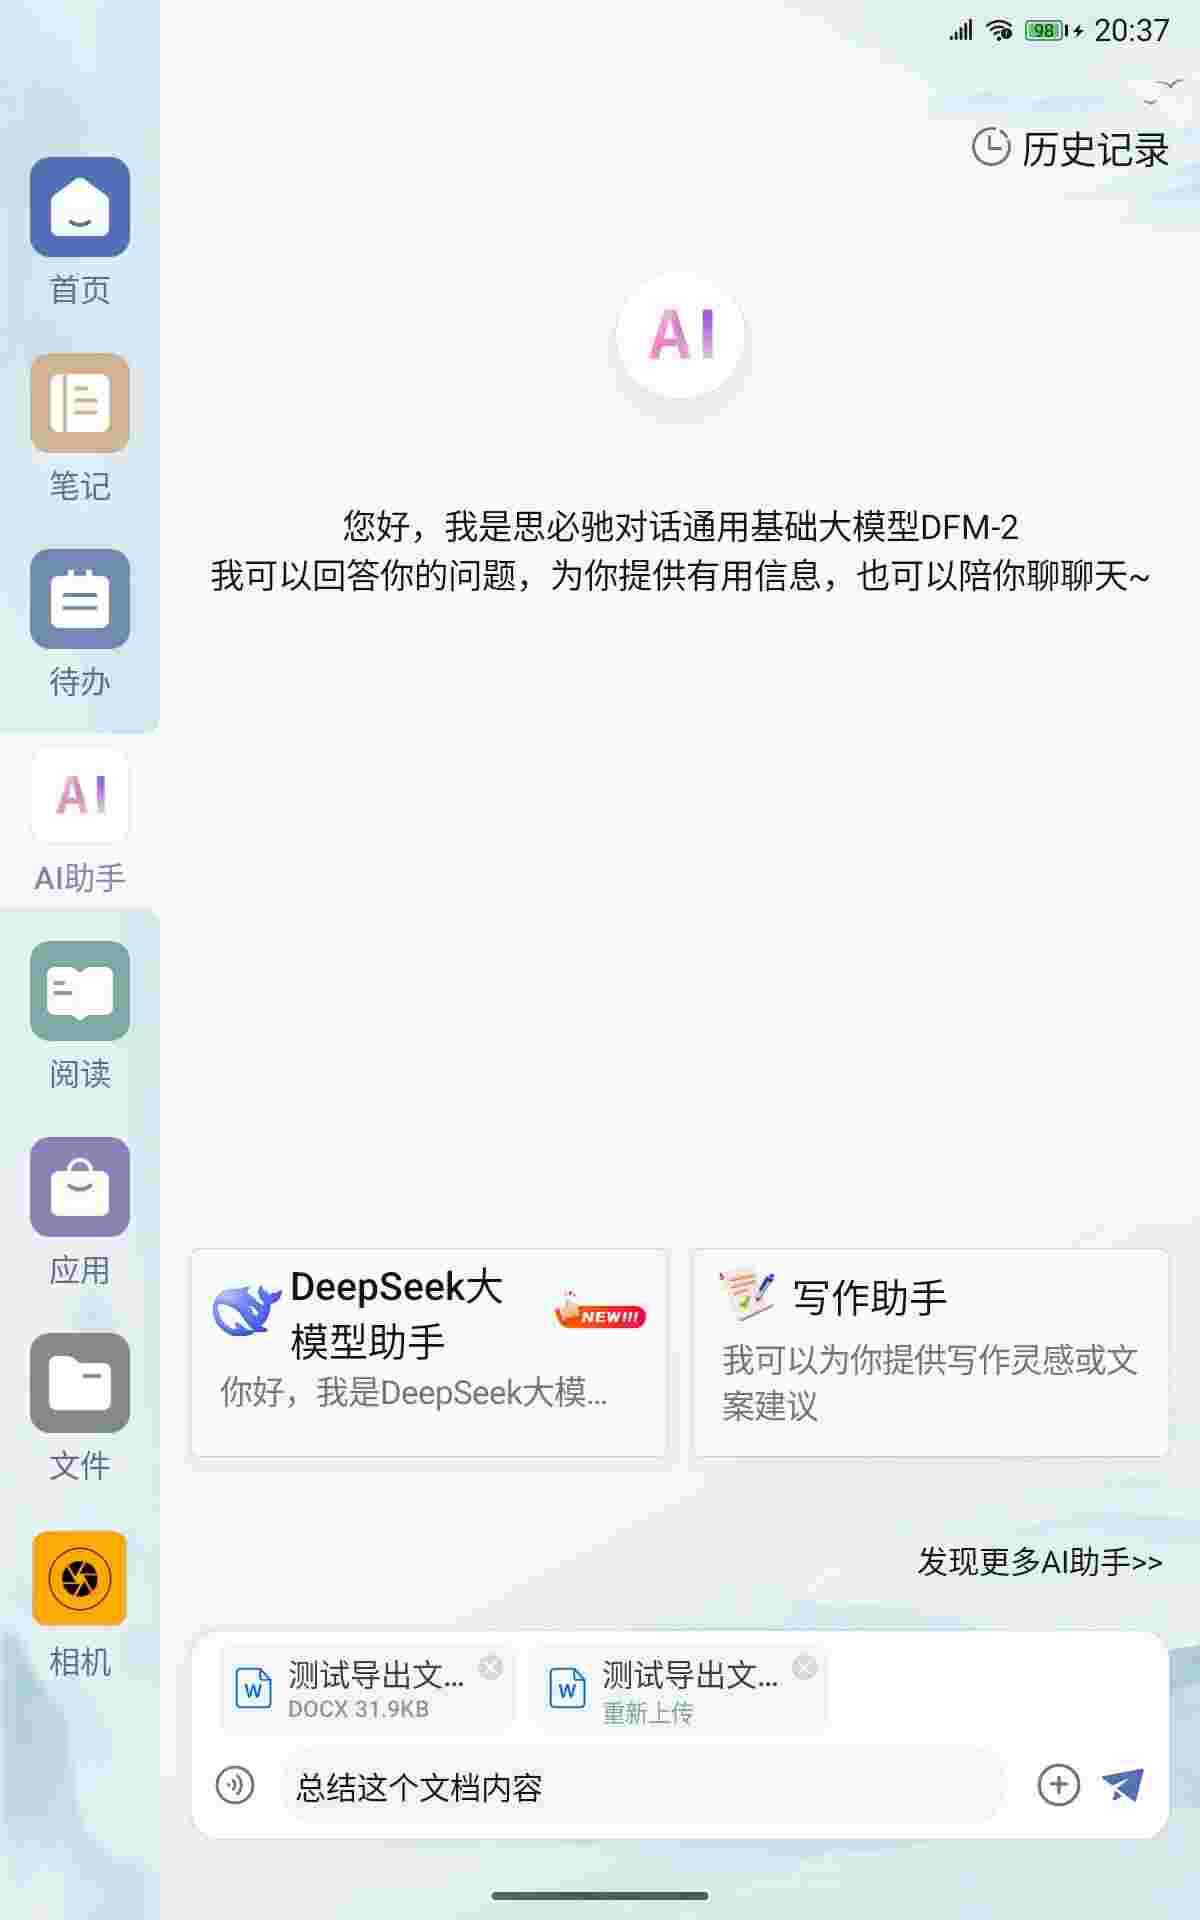 98 20:37
历史记录
AI
您好，我是思必驰对话通用基础大模型DFM-2
我可以回答你的问题，为你提供有用信息，也可以陪你聊聊天~
首页
笔记
待办
AI
AI助手
阅读
应用
文件
相机
DeepSeek大
模型助手
NEW!!!
你好，我是DeepSeek大模...
写作助手
我可以为你提供写作灵感或文
案建议
发现更多AI助手>>
W 测试导出文...
DOCX 31.9KB
W 测试导出文...
重新上传
总结这个文档内容